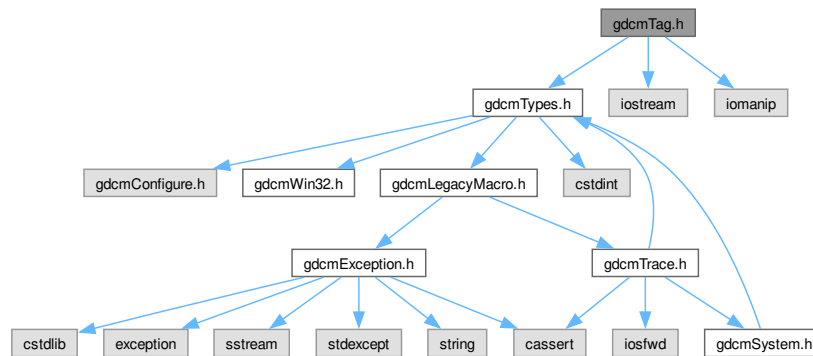 gdcmTag.h
gdcmTypes.h
iostream
iomanip
gdcmConfigure.h
gdcmWin32.h
gdcmLegacyMacro.h
cstdint
gdcmException.h
gdcmTrace.h
cstdlib
exception
sstream
stdexcept
string
cassert
iosfwd
gdcmSystem.h